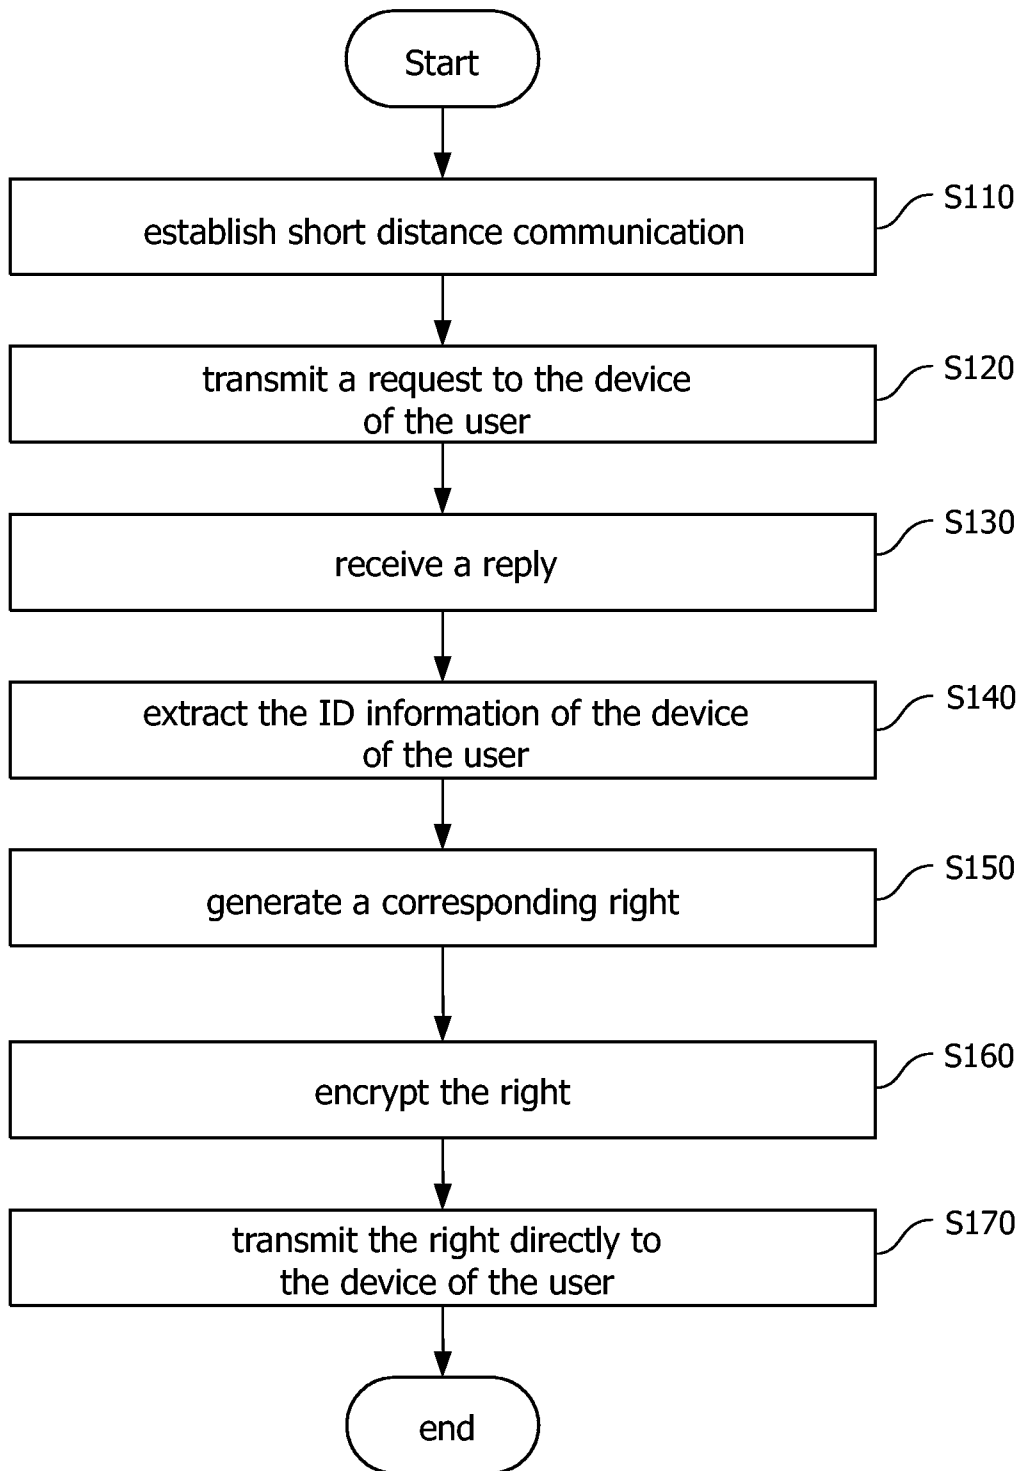 Start
establish short distance communication
S110
transmit a request to the device
of the user
S120
receive a reply
S130
extract the ID information of the device
of the user
S140
generate a corresponding right
S150
encrypt the right
S160
transmit the right directly to
the device of the user
S170
end